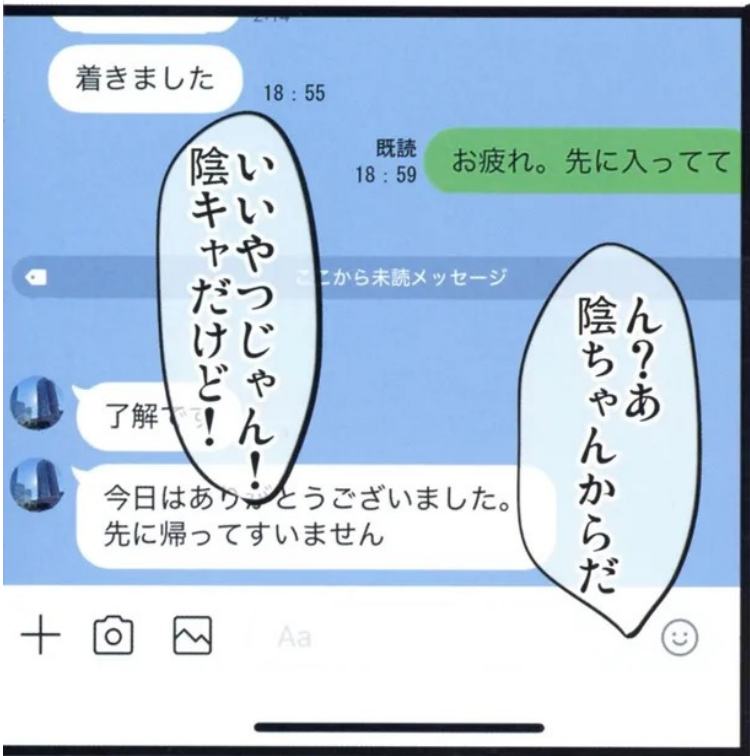 着きました
18:55
お疲れ。先に入ってて
既読
18:59
ここから未読メッセージ
ん?あ
陰ちゃんからだ
いいやつじゃん!
陰キャだけど!
了解です
今日はありがとうございました。
先に帰ってすいません
Aa